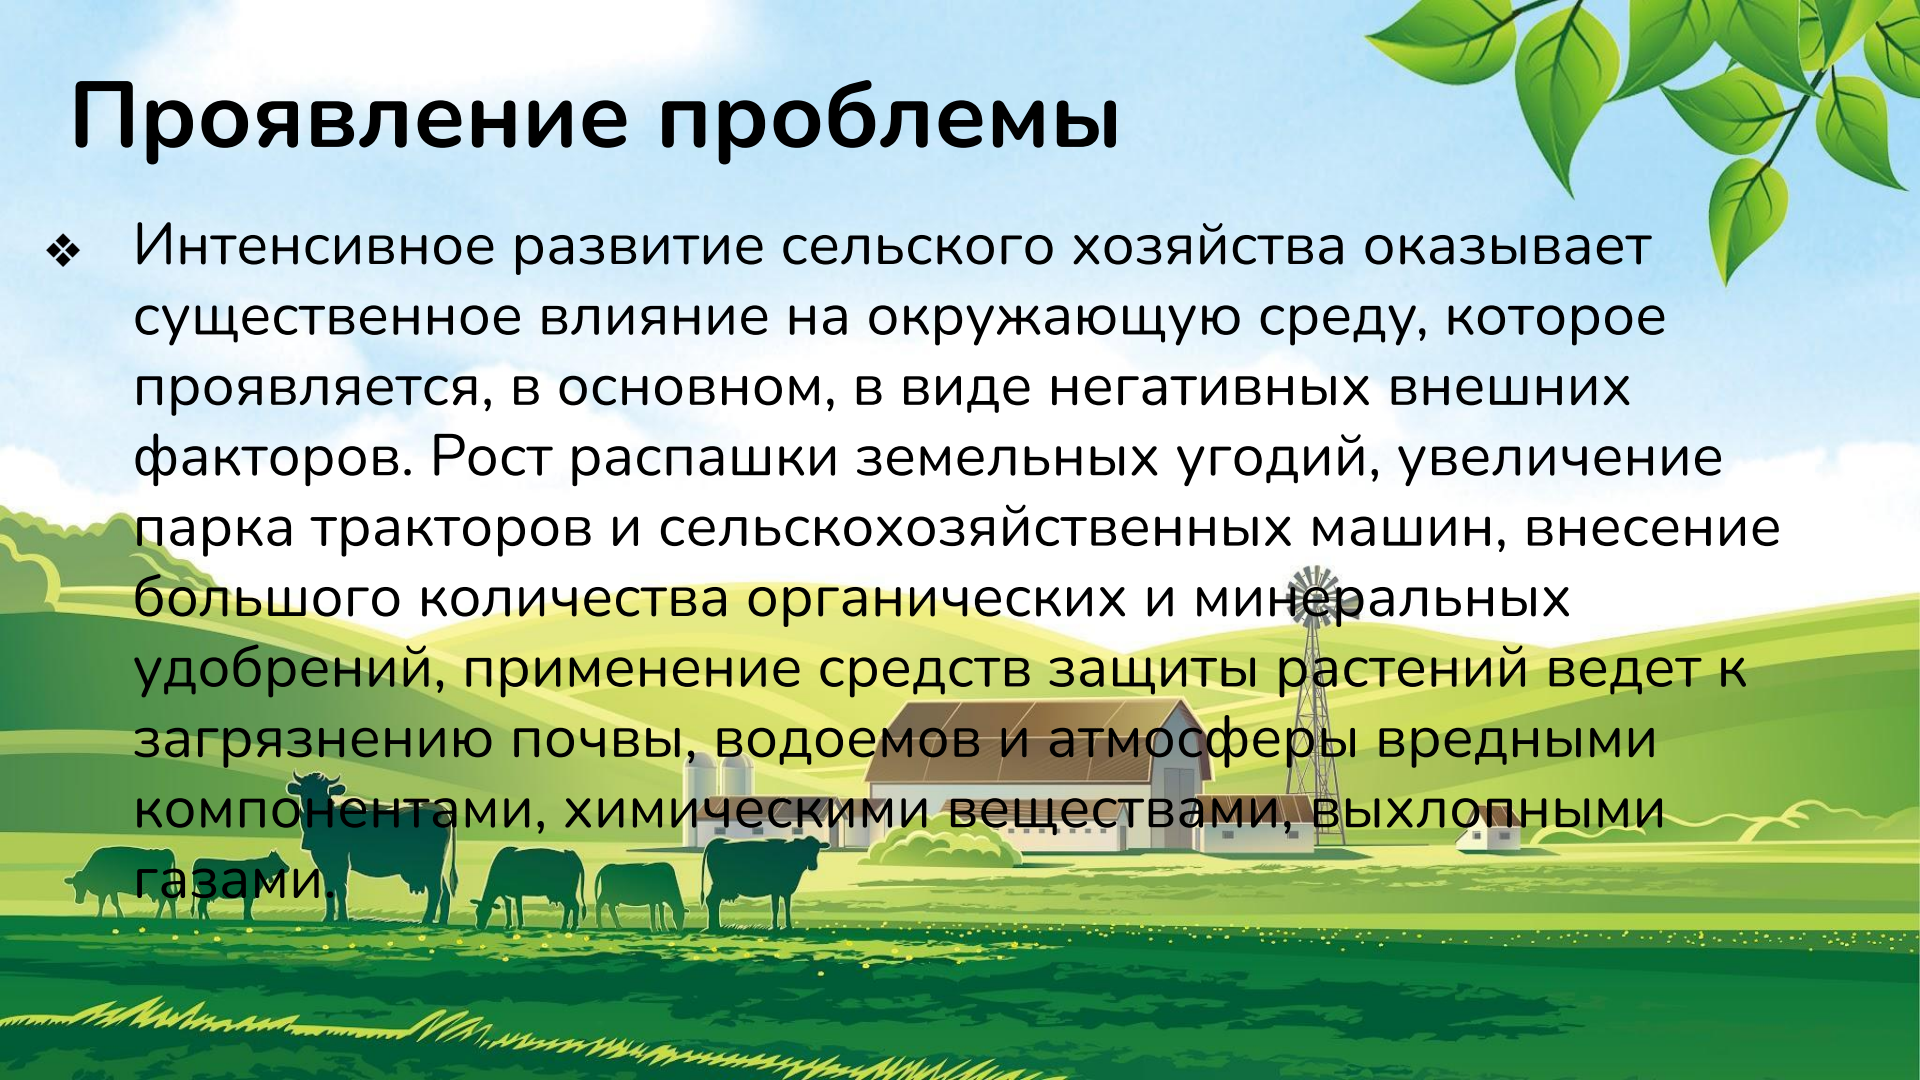 Проявление проблемы
❖ Интенсивное развитие сельского хозяйства оказывает
существенное влияние на окружающую среду, которое
проявляется, в основном, в виде негативных внешних
факторов. Рост распашки земельных угодий, увеличение
парка тракторов и сельскохозяйственных машин, внесение
большого количества органических и минеральных
удобрений, применение средств защиты растений ведет к
загрязнению почвы, водоемов и атмосферы вредными
компонентами, химическими веществами, выхлопными
газами.